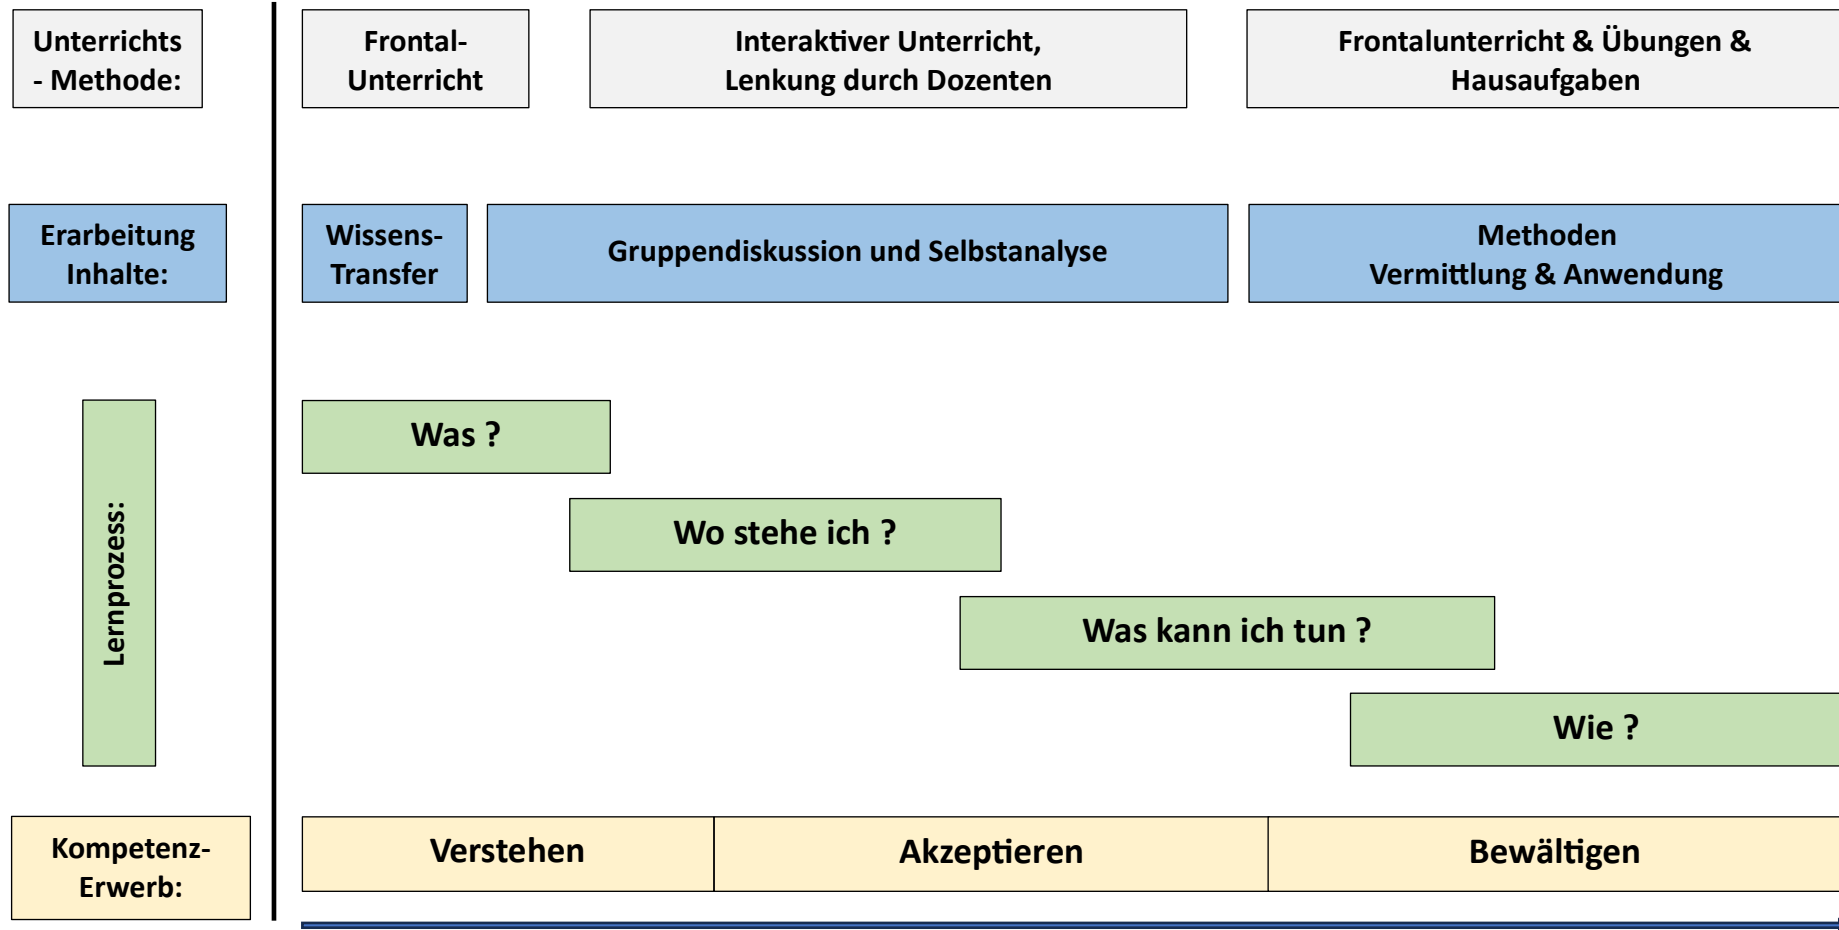 Unterrichts
- Methode:
Frontal-
Unterricht
Interaktiver Unterricht,
Lenkung durch Dozenten
Frontalunterricht & Übungen &
Hausaufgaben
Erarbeitung
Inhalte:
Wissens-
Transfer
Gruppendiskussion und Selbstanalyse
Methoden
Vermittlung & Anwendung
Lernprozess:
Was ?
Wo stehe ich ?
Was kann ich tun ?
Wie ?
Kompetenz-
Erwerb:
Verstehen
Akzeptieren
Bewältigen